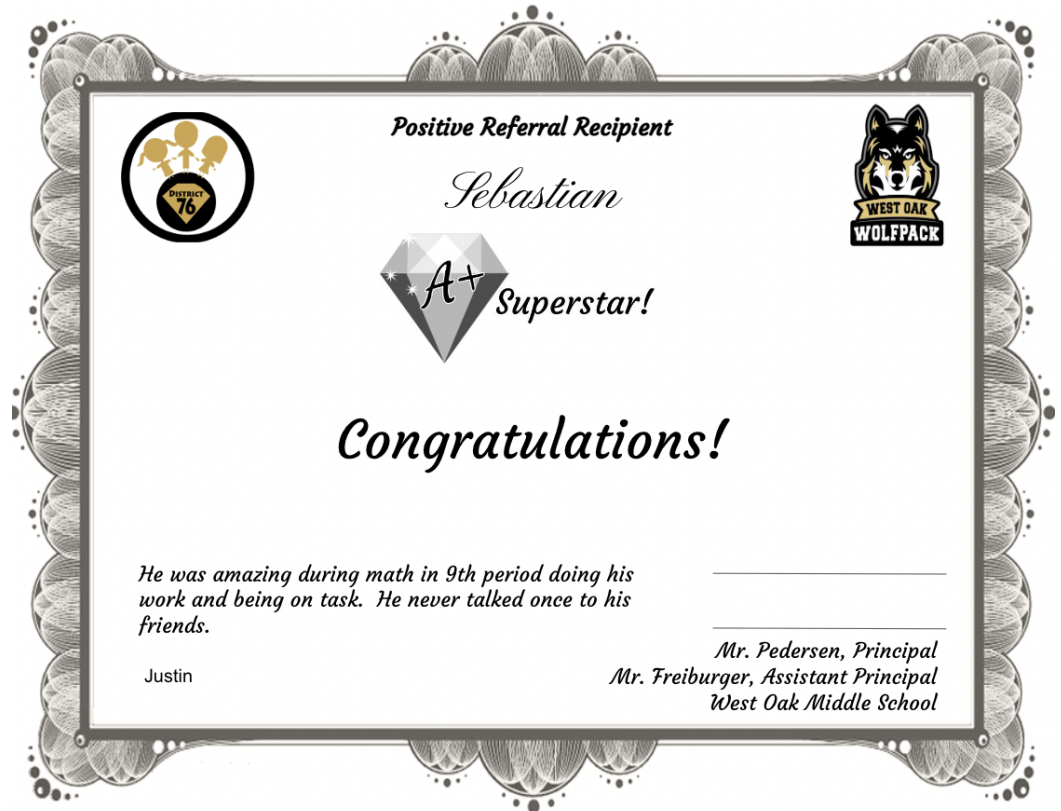 Positive Referral Recipient
Sebastian
DISTRICT
76
WEST OAK
WOLFPACK
A+
Superstar!
Congratulations!
He was amazing during math in 9th period doing his
work and being on task. He never talked once to his
friends.
Justin
Mr. Pedersen, Principal
Mr. Freiburger, Assistant Principal
West Oak Middle School